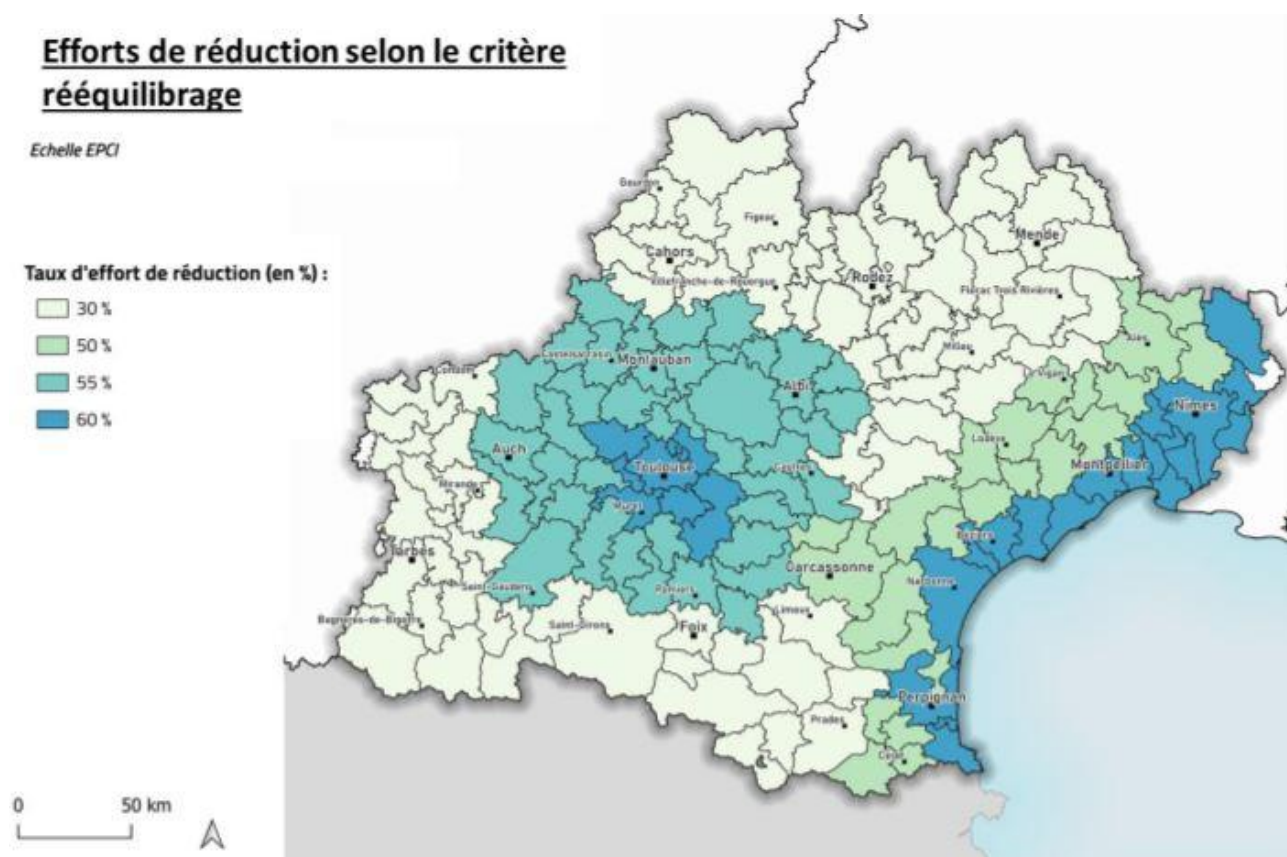 Efforts de réduction selon le critère
rééquilibrage
Echelle EPCI
Taux d'effort de réduction (en %) :
30 %
50 %
55 %
60 %
Gourdon
Figeac
Cahors
Mende
Villefranche-de-Rouergue
Rodez
Florac Trois Rivières
Castelsarrasin
Montauban
Millau
Alès
Condom
Albi
Le Vigan
Nîmes
Auch
Toulouse
Castres
Lodève
Montpellier
Mirande
Muret
Béziers
Tarbes
Carcassonne
Narbonne
Saint-Gaudens
Pamiers
Limoux
Bagnères-de-Bigorre
Saint-Girons
Foix
Perpignan
Prades
Céret
0 50 km